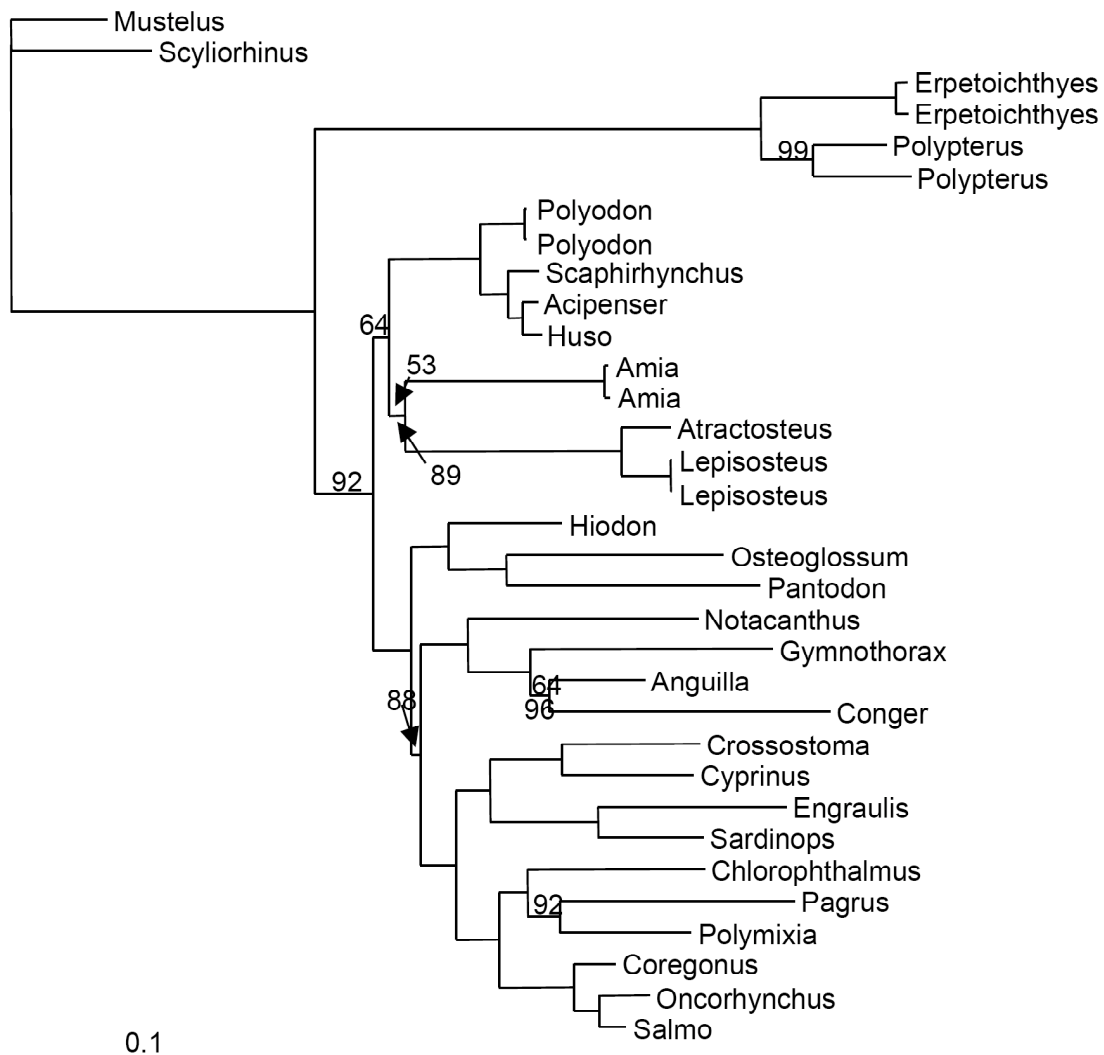 Mustelus
Scyliorhinus
Erpetoichthyes
Erpetoichthyes
99
Polypterus
Polypterus
Polyodon
Polyodon
Scaphirhynchus
Acipenser
64
Huso
53
Amia
Amia
Atractosteus
Lepisosteus
89
92
Lepisosteus
Hiodon
Osteoglossum
Pantodon
Notacanthus
Gymnothorax
64
Anguilla
88
96
Conger
Crossostoma
Cyprinus
Engraulis
Sardinops
Chlorophthalmus
92
Pagrus
Polymixia
Coregonus
Oncorhynchus
Salmo
0.1